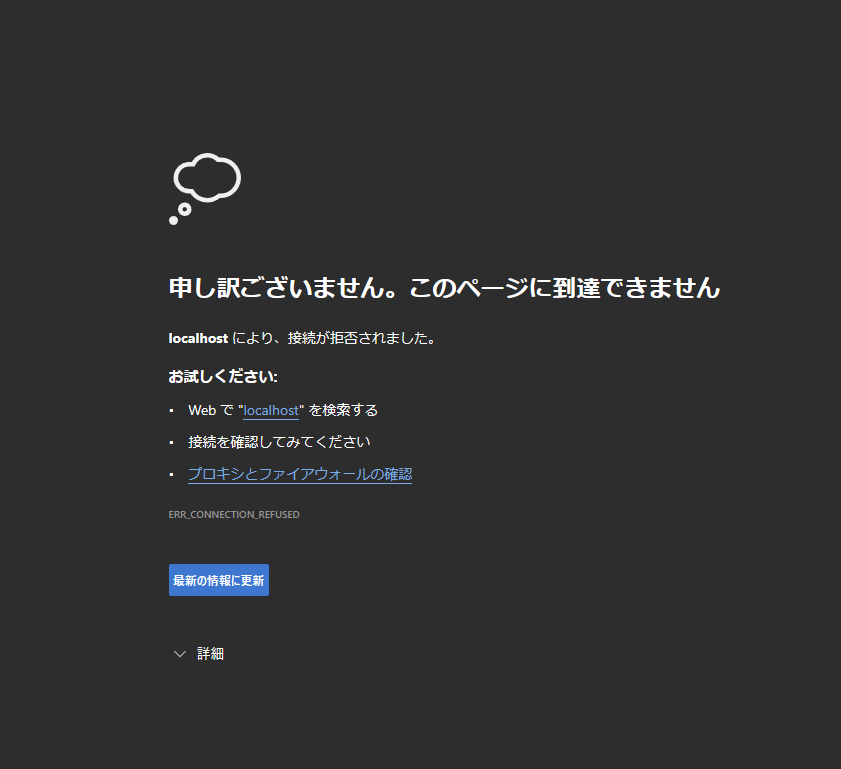 申し訳ございません。このページに到達できません
localhost により、接続が拒否されました。
お試しください:
• Web で "localhost" を検索する
• 接続を確認してみてください
• プロキシとファイアウォールの確認
ERR_CONNECTION_REFUSED
最新の情報に更新
詳細